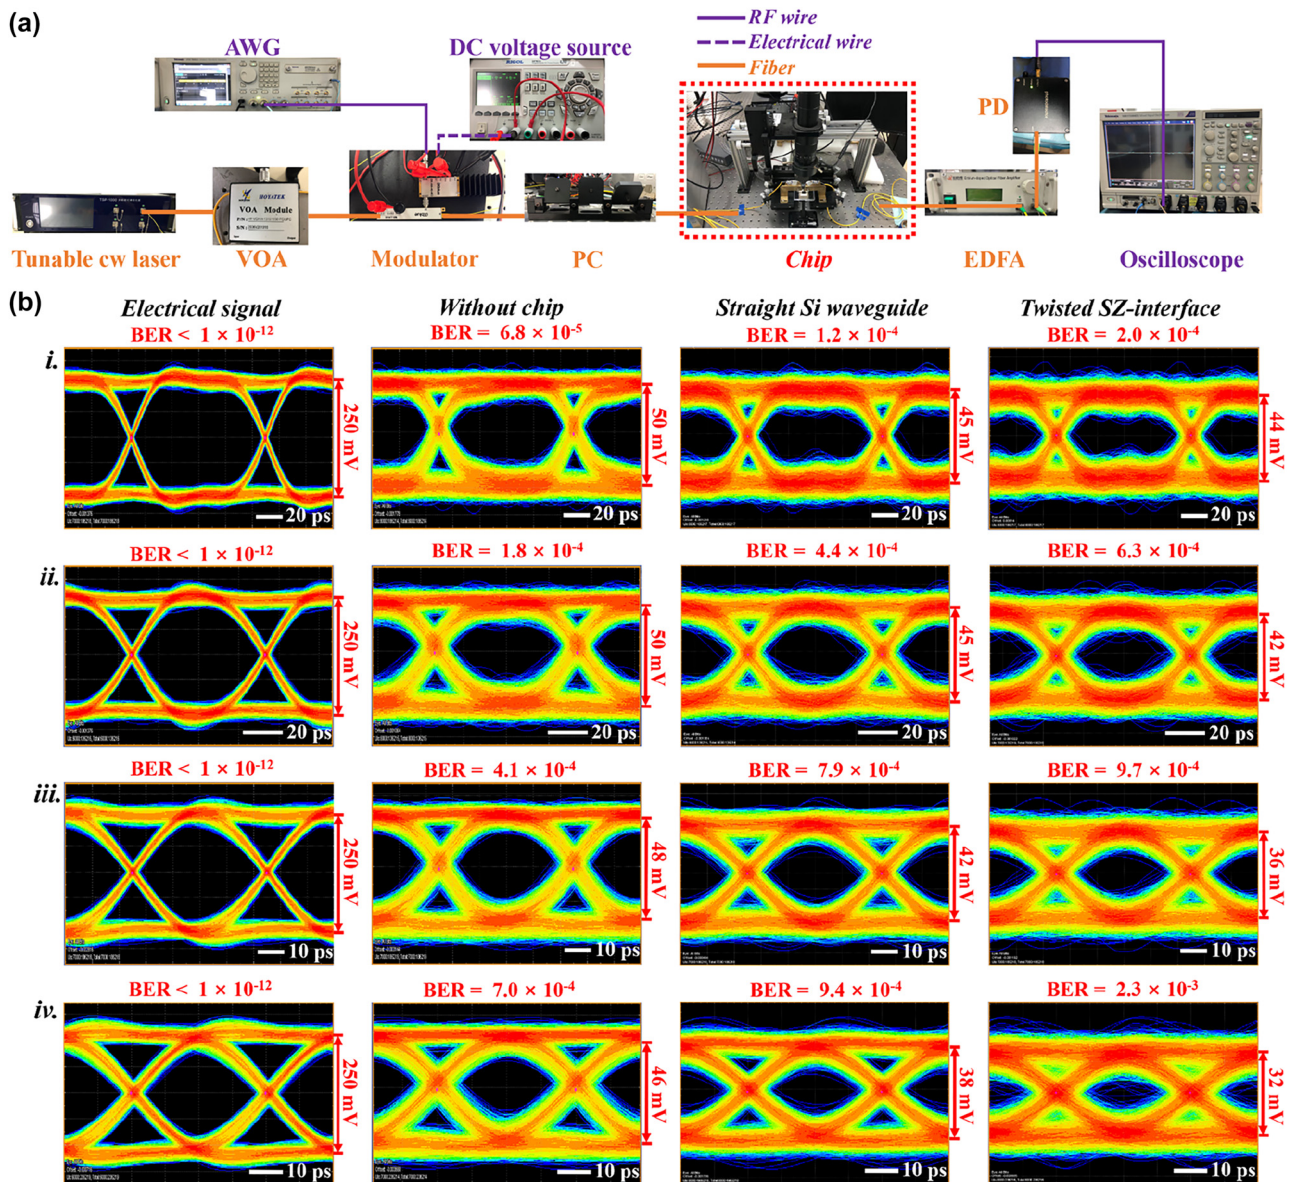 (a)
RF wire
Electrical wire
Fiber
AWG
DC voltage source
PD
RIGOL
BOSATEK
VOA Module
Tunable cw laser
VOA
Modulator
PC
Chip
EDFA
Oscilloscope
(b)
Electrical signal
Without chip
Straight Si waveguide
Twisted SZ-interface
BER < 1 × 10-12
BER = 6.8 × 10-5
BER = 1.2 × 10-4
BER = 2.0 × 10-4
i.
250 mV
50 mV
45 mV
44 mV
20 ps
20 ps
20 ps
20 ps
BER < 1 × 10-12
BER = 1.8 × 10-4
BER = 4.4 × 10-4
BER = 6.3 × 10-4
ii.
250 mV
50 mV
45 mV
42 mV
20 ps
20 ps
20 ps
20 ps
BER < 1 × 10-12
BER = 4.1 × 10-4
BER = 7.9 × 10-4
BER = 9.7 × 10-4
iii.
250 mV
48 mV
42 mV
36 mV
10 ps
10 ps
10 ps
10 ps
BER < 1 × 10-12
BER = 7.0 × 10-4
BER = 9.4 × 10-4
BER = 2.3 × 10-3
iv.
250 mV
46 mV
38 mV
32 mV
10 ps
10 ps
10 ps
10 ps